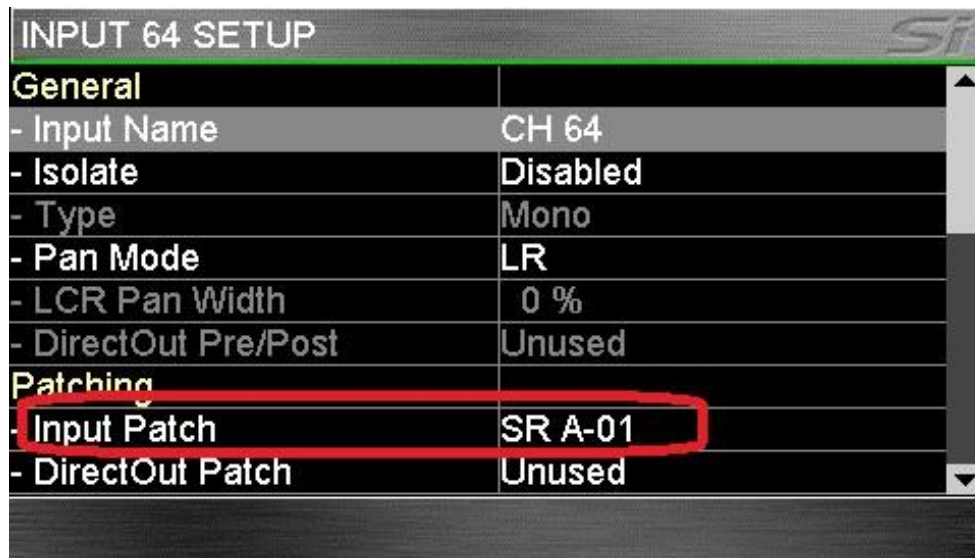 INPUT 64 SETUP
General
- Input Name CH 64
- Isolate Disabled
- Type Mono
- Pan Mode LR
- LCR Pan Width 0 %
- DirectOut Pre/Post Unused
Patching
- Input Patch SR A-01
- DirectOut Patch Unused